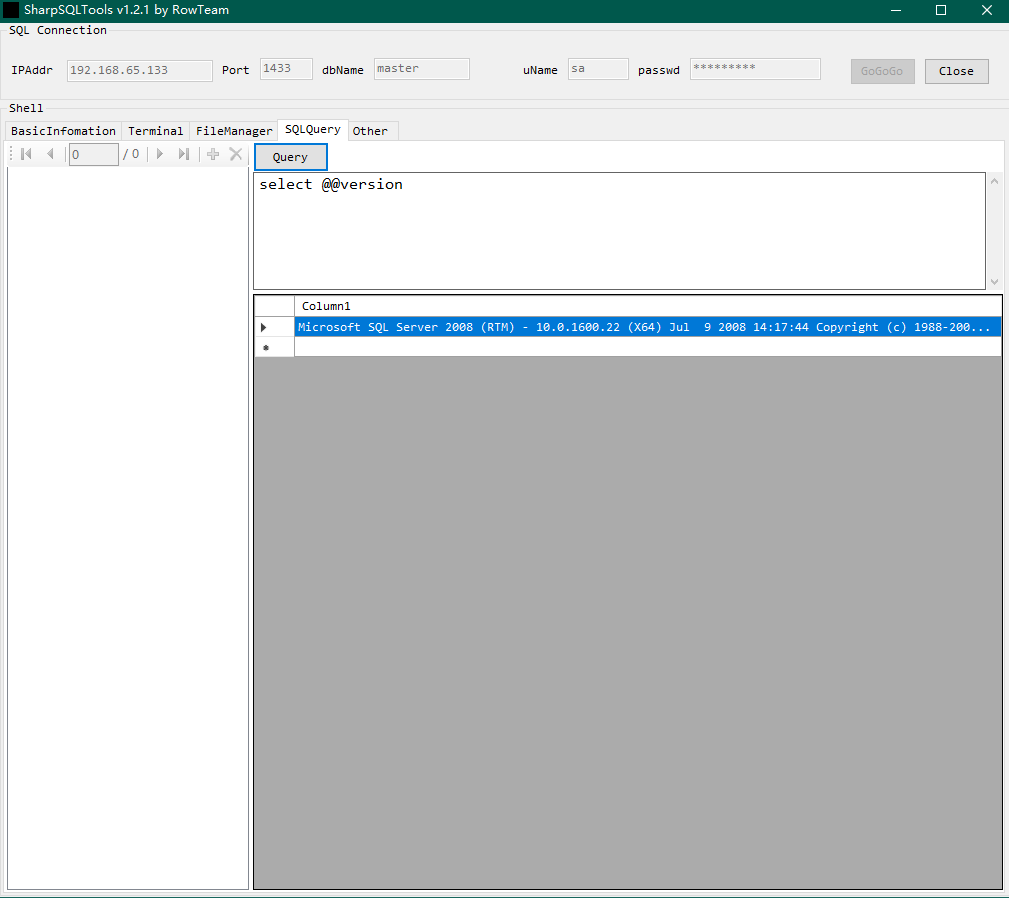 SharpSQLTools v1.2.1 by RowTeam
SQL Connection
IPAddr 192.168.65.133 Port 1433 dbName master uName sa passwd ********* GoGoGo Close
Shell
BasicInfomation Terminal FileManager SQLQuery Other
0 / 0 Query
select @@version
Column1
Microsoft SQL Server 2008 (RTM) - 10.0.1600.22 (X64) Jul  9 2008 14:17:44 Copyright (c) 1988-200...